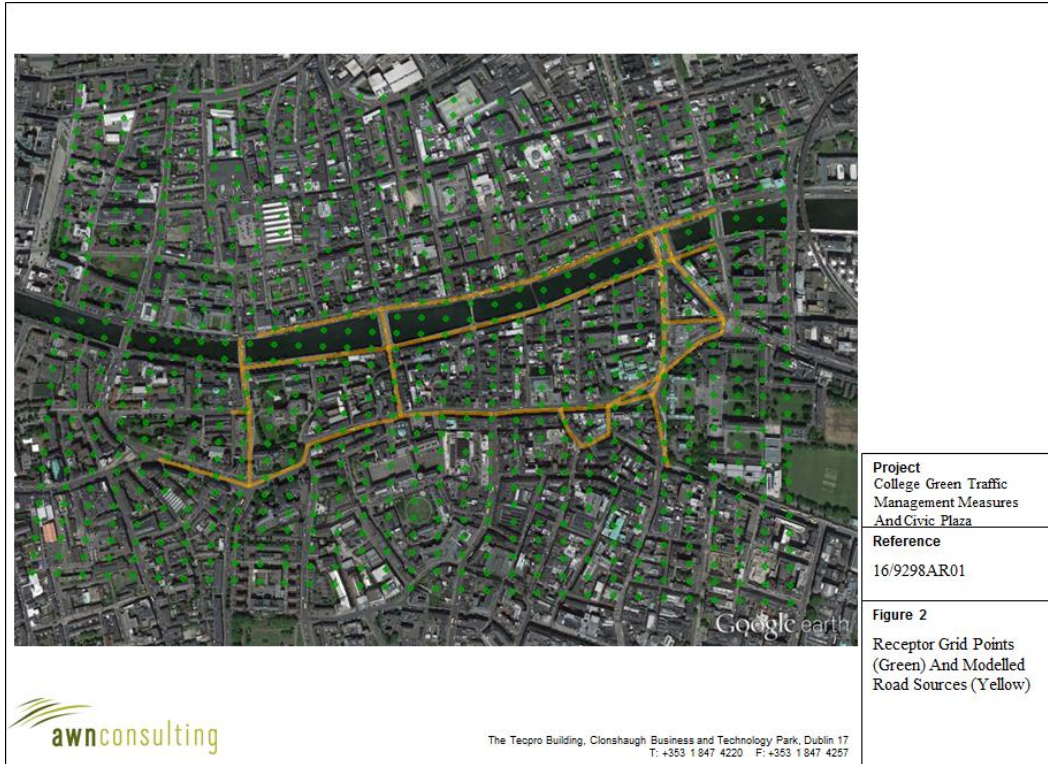 Google earth
Project
College Green Traffic
Management Measures
And Civic Plaza
Reference
16/9298AR01
Figure 2
Receptor Grid Points
(Green) And Modelled
Road Sources (Yellow)
awnconsulting
The Tecpro Building, Clonshaugh Business and Technology Park, Dublin 17
T: +353 1 847 4220 F: +353 1 847 4257